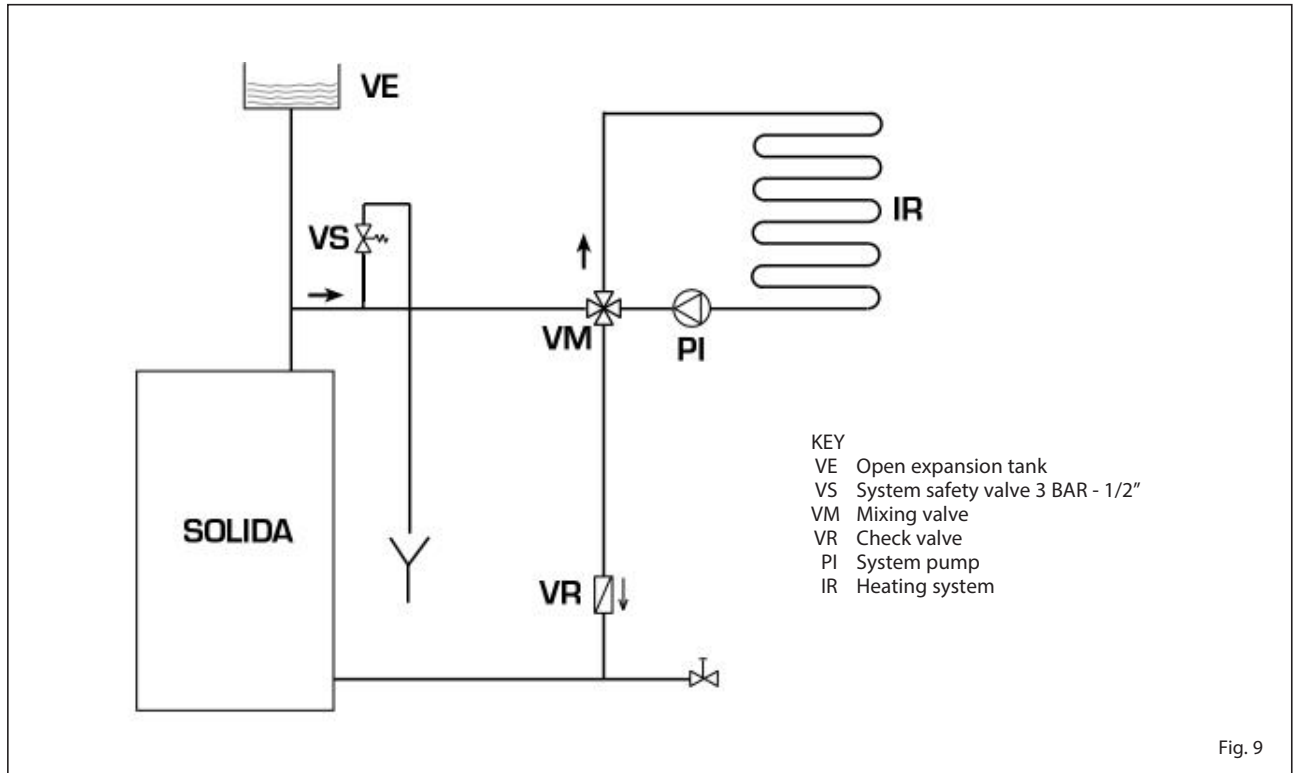 VE
VS
IR
VM
PI
SOLIDA
VR
KEY
VE Open expansion tank
VS System safety valve 3 BAR - 1/2”
VM Mixing valve
VR Check valve
PI System pump
IR Heating system
Fig. 9